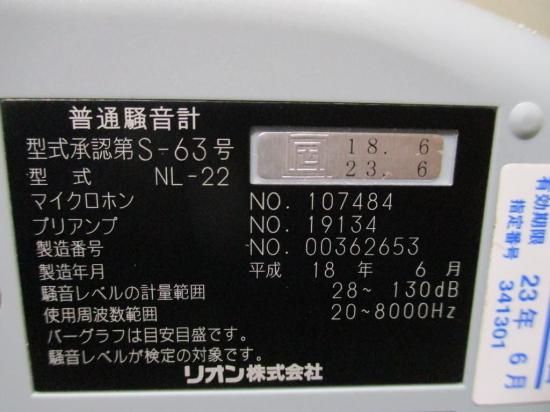 普通騒音計
型式承認第S-63号
型 式 NL-22
18. 6
23. 6
マイクロホン NO. 107484
プリアンプ NO. 19134
製造番号 NO. 00362653
製造年月 平成 18 年 6 月
騒音レベルの計量範囲 28~ 130dB
使用周波数範囲 20~8000Hz
バーグラフは目安目盛です。
騒音レベルが検定の対象です。
リオン株式会社
有効期限
23年 6月
指定番号 341301